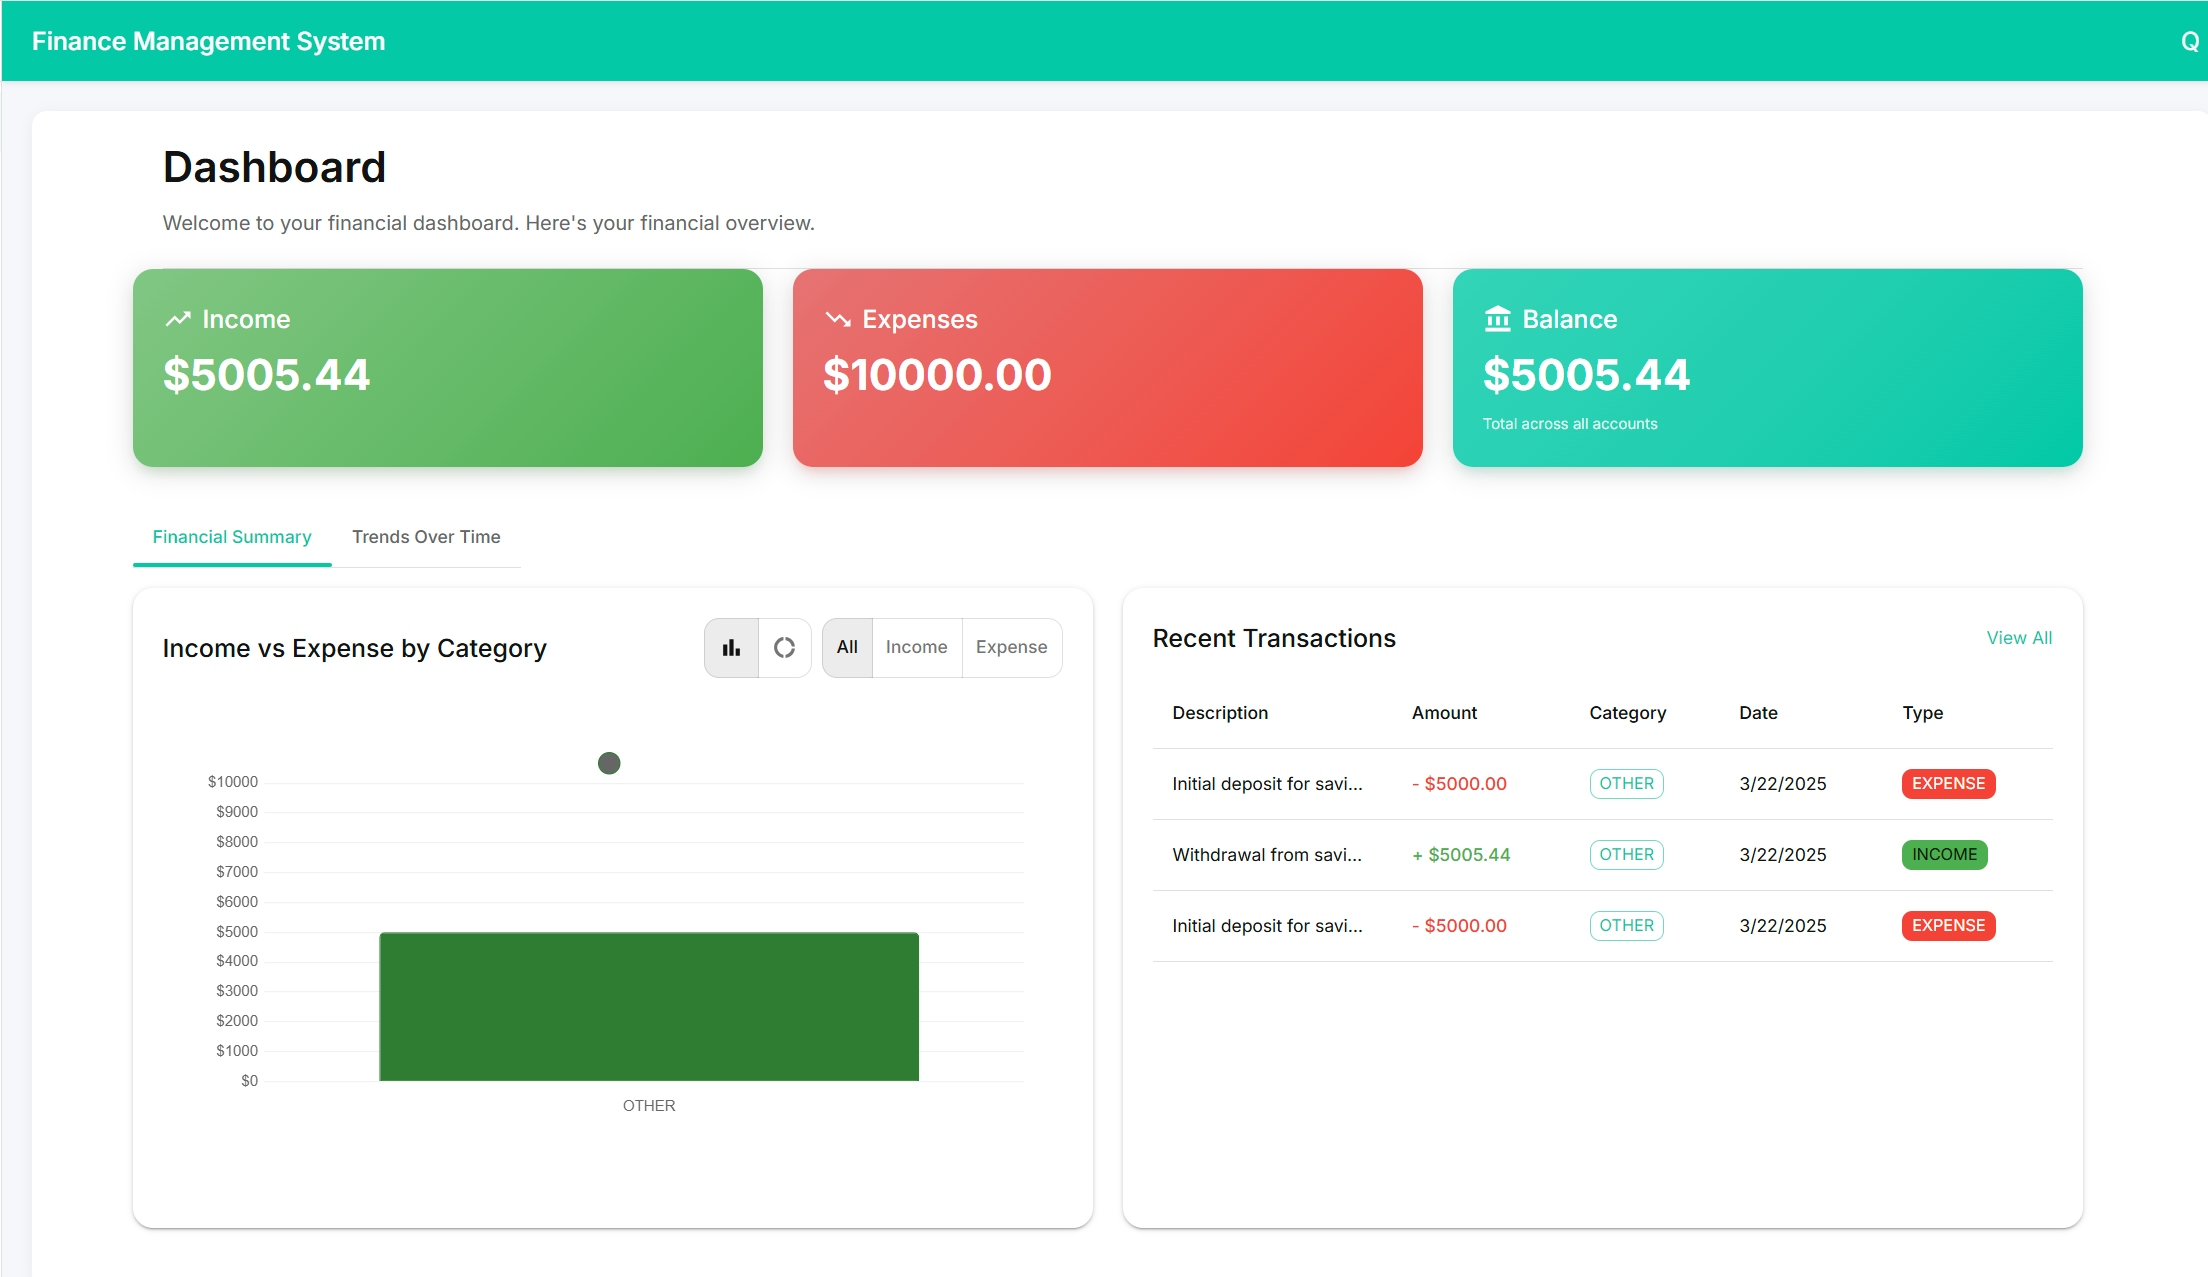 Finance Management System
Q
Dashboard
Welcome to your financial dashboard. Here's your financial overview.
Income
$5005.44
Expenses
$10000.00
Balance
$5005.44
Total across all accounts
Financial Summary
Trends Over Time
Income vs Expense by Category
All
Income
Expense
$10000
$9000
$8000
$7000
$6000
$5000
$4000
$3000
$2000
$1000
$0
OTHER
Recent Transactions
View All
Description Amount Category Date Type
Initial deposit for savi... - $5000.00 OTHER 3/22/2025 EXPENSE
Withdrawal from savi... + $5005.44 OTHER 3/22/2025 INCOME
Initial deposit for savi... - $5000.00 OTHER 3/22/2025 EXPENSE